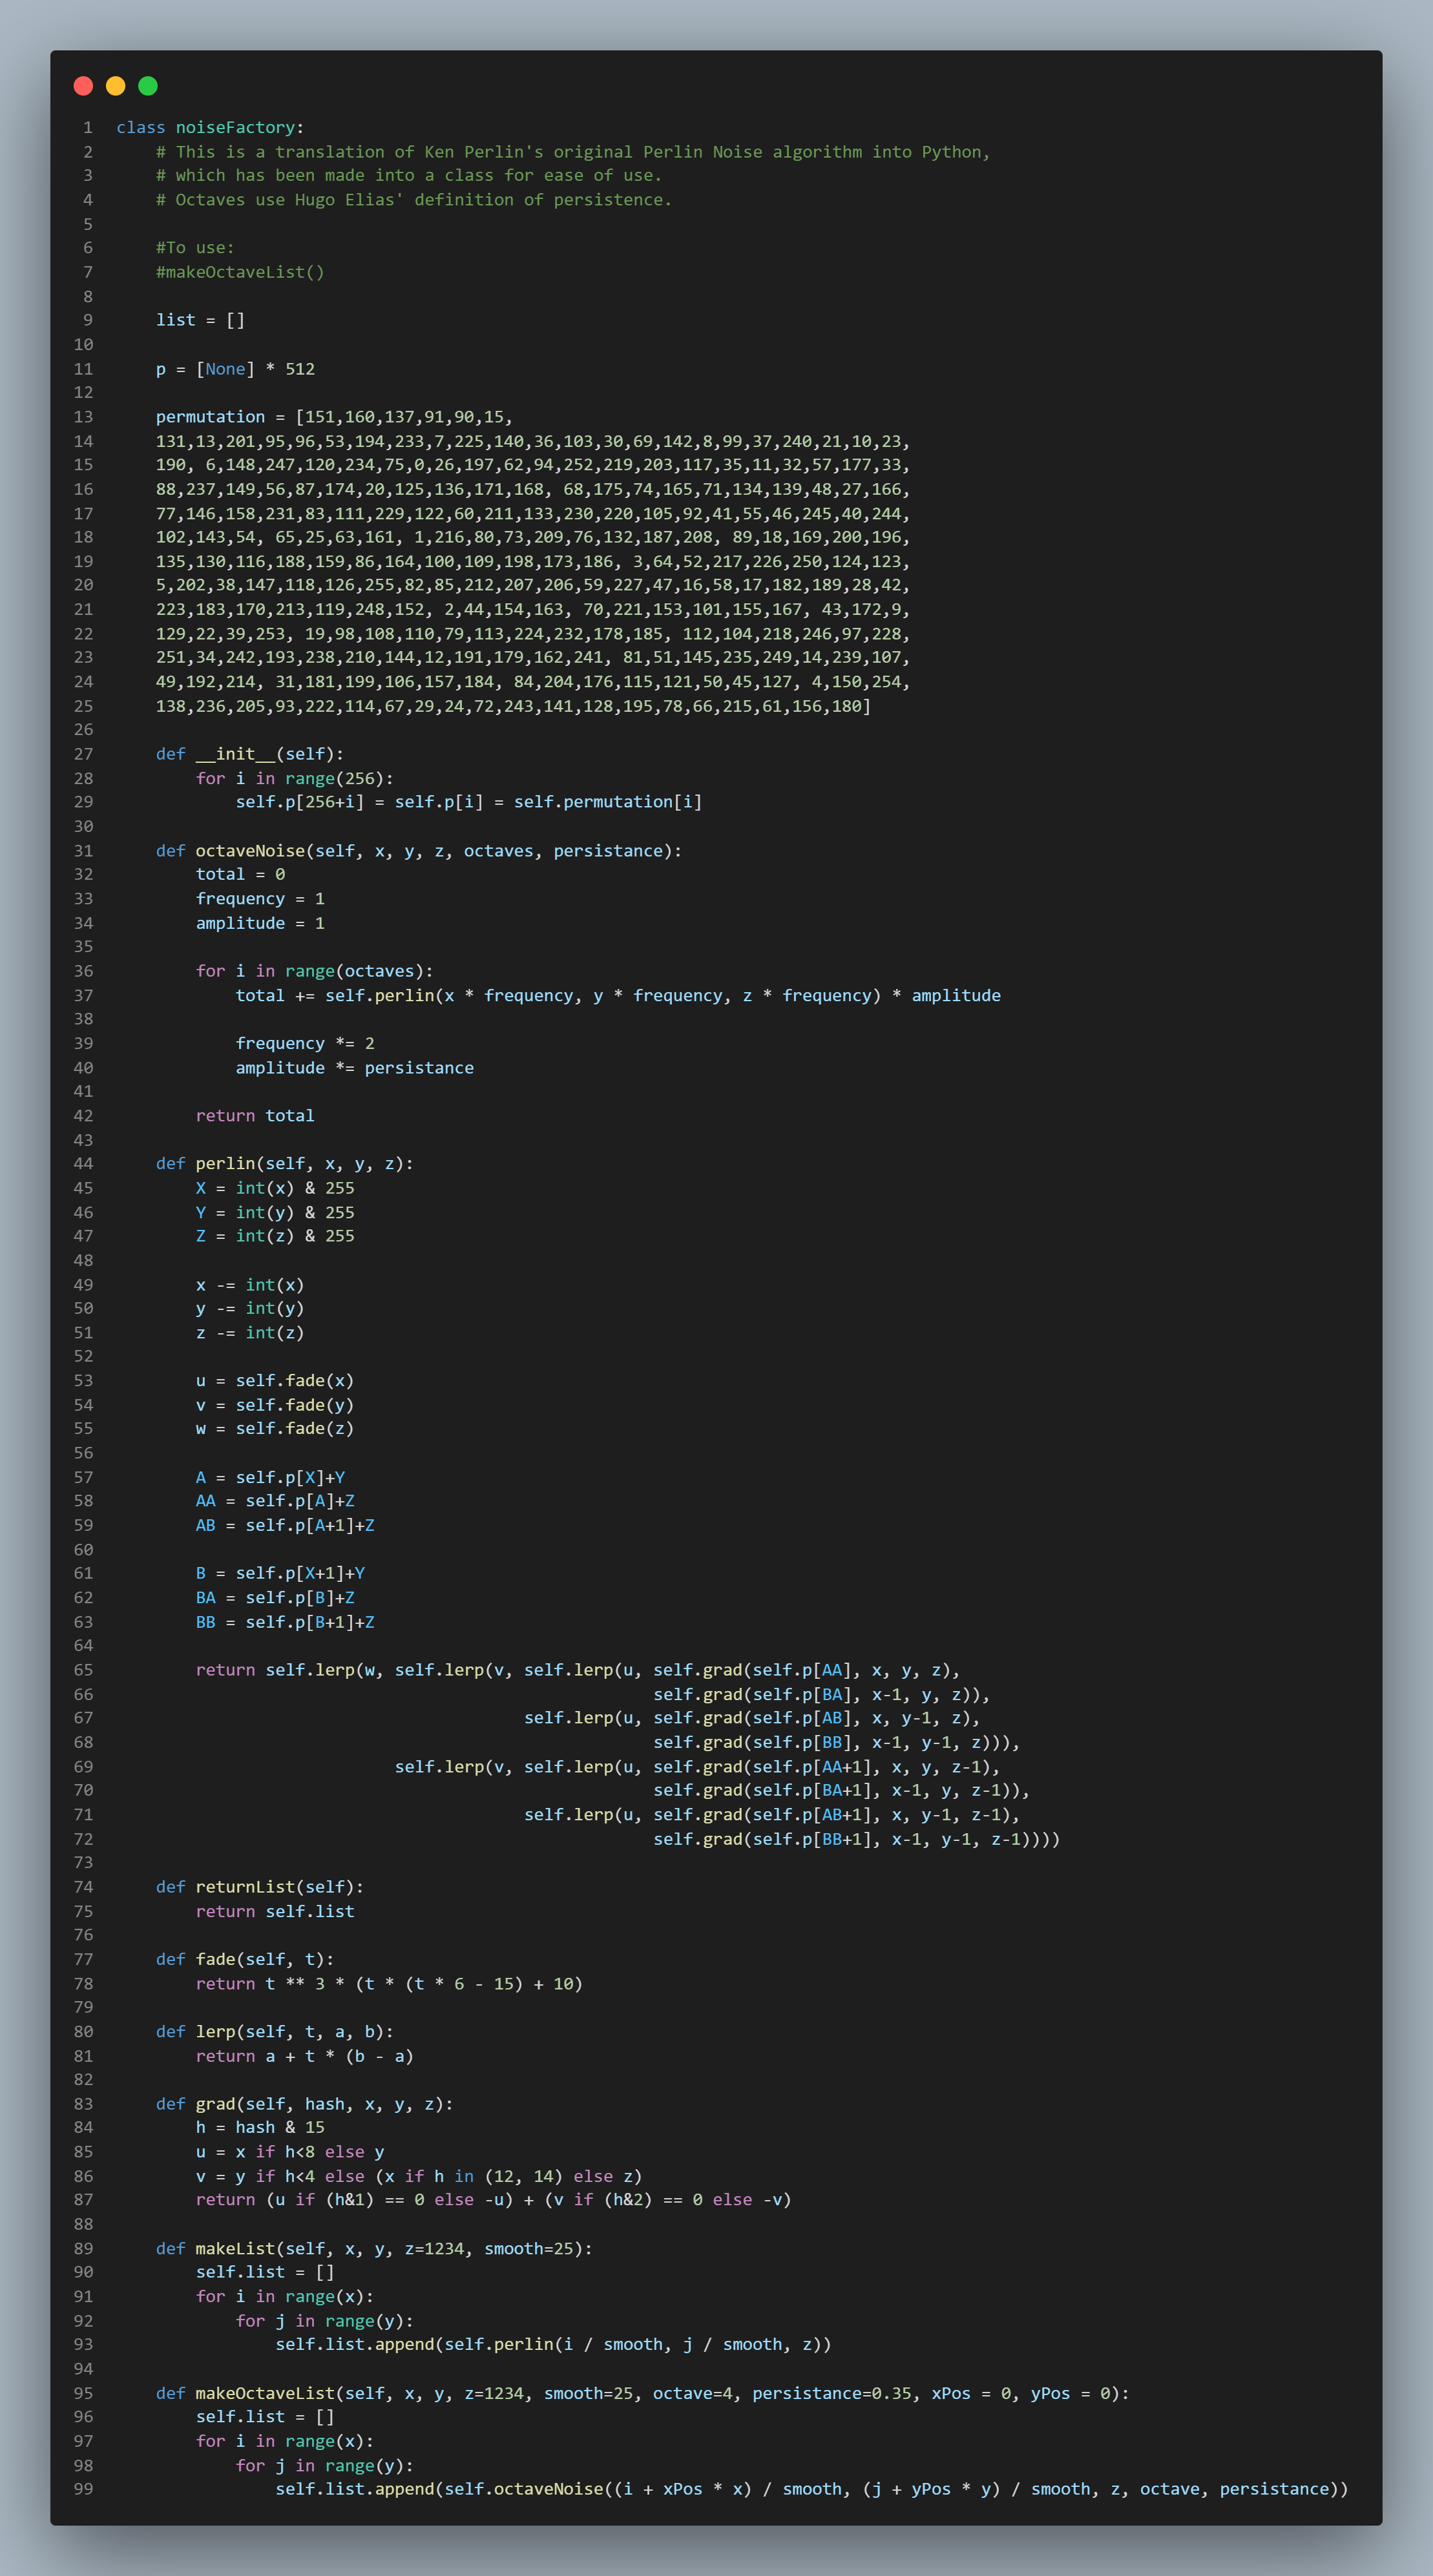 1 class noiseFactory:
2     # This is a translation of Ken Perlin's original Perlin Noise algorithm into Python,
3     # which has been made into a class for ease of use.
4     # Octaves use Hugo Elias' definition of persistence.
5
6     #To use:
7     #makeOctaveList()
8
9     list = []
10
11     p = [None] * 512
12
13     permutation = [151,160,137,91,90,15,
14     131,13,201,95,96,53,194,233,7,225,140,36,103,30,69,142,8,99,37,240,21,10,23,
15     190, 6,148,247,120,234,75,0,26,197,62,94,252,219,203,117,35,11,32,57,177,33,
16     88,237,149,56,87,174,20,125,136,171,168, 68,175,74,165,71,134,139,48,27,166,
17     77,146,158,231,83,111,229,122,60,211,133,230,220,105,92,41,55,46,245,40,244,
18     102,143,54, 65,25,63,161, 1,216,80,73,209,76,132,187,208, 89,18,169,200,196,
19     135,130,116,188,159,86,164,100,109,198,173,186, 3,64,52,217,226,250,124,123,
20     5,202,38,147,118,126,255,82,85,212,207,206,59,227,47,16,58,17,182,189,28,42,
21     223,183,170,213,119,248,152, 2,44,154,163, 70,221,153,101,155,167, 43,172,9,
22     129,22,39,253, 19,98,108,110,79,113,224,232,178,185, 112,104,218,246,97,228,
23     251,34,242,193,238,210,144,12,191,179,162,241, 81,51,145,235,249,14,239,107,
24     49,192,214, 31,181,199,106,157,184, 84,204,176,115,121,50,45,127, 4,150,254,
25     138,236,205,93,222,114,67,29,24,72,243,141,128,195,78,66,215,61,156,180]
26
27     def __init__(self):
28         for i in range(256):
29             self.p[256+i] = self.p[i] = self.permutation[i]
30
31     def octaveNoise(self, x, y, z, octaves, persistance):
32         total = 0
33         frequency = 1
34         amplitude = 1
35
36         for i in range(octaves):
37             total += self.perlin(x * frequency, y * frequency, z * frequency) * amplitude
38
39             frequency *= 2
40             amplitude *= persistance
41
42         return total
43
44     def perlin(self, x, y, z):
45         X = int(x) & 255
46         Y = int(y) & 255
47         Z = int(z) & 255
48
49         x -= int(x)
50         y -= int(y)
51         z -= int(z)
52
53         u = self.fade(x)
54         v = self.fade(y)
55         w = self.fade(z)
56
57         A = self.p[X]+Y
58         AA = self.p[A]+Z
59         AB = self.p[A+1]+Z
60
61         B = self.p[X+1]+Y
62         BA = self.p[B]+Z
63         BB = self.p[B+1]+Z
64
65         return self.lerp(w, self.lerp(v, self.lerp(u, self.grad(self.p[AA], x, y, z),
66                                                       self.grad(self.p[BA], x-1, y, z)),
67                                          self.lerp(u, self.grad(self.p[AB], x, y-1, z),
68                                                       self.grad(self.p[BB], x-1, y-1, z))),
69                             self.lerp(v, self.lerp(u, self.grad(self.p[AA+1], x, y, z-1),
70                                                       self.grad(self.p[BA+1], x-1, y, z-1)),
71                                          self.lerp(u, self.grad(self.p[AB+1], x, y-1, z-1),
72                                                       self.grad(self.p[BB+1], x-1, y-1, z-1))))
73
74     def returnList(self):
75         return self.list
76
77     def fade(self, t):
78         return t ** 3 * (t * (t * 6 - 15) + 10)
79
80     def lerp(self, t, a, b):
81         return a + t * (b - a)
82
83     def grad(self, hash, x, y, z):
84         h = hash & 15
85         u = x if h<8 else y
86         v = y if h<4 else (x if h in (12, 14) else z)
87         return (u if (h&1) == 0 else -u) + (v if (h&2) == 0 else -v)
88
89     def makeList(self, x, y, z=1234, smooth=25):
90         self.list = []
91         for i in range(x):
92             for j in range(y):
93                 self.list.append(self.perlin(i / smooth, j / smooth, z))
94
95     def makeOctaveList(self, x, y, z=1234, smooth=25, octave=4, persistance=0.35, xPos = 0, yPos = 0):
96         self.list = []
97         for i in range(x):
98             for j in range(y):
99                 self.list.append(self.octaveNoise((i + xPos * x) / smooth, (j + yPos * y) / smooth, z, octave, persistance))